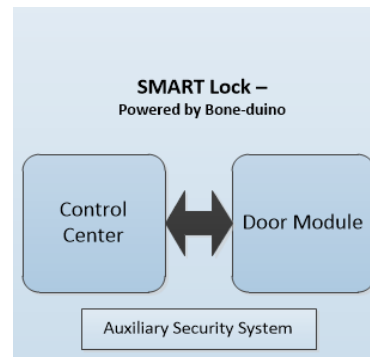 SMART Lock –
Powered by Bone-duino
Control
Center
Door Module
Auxiliary Security System